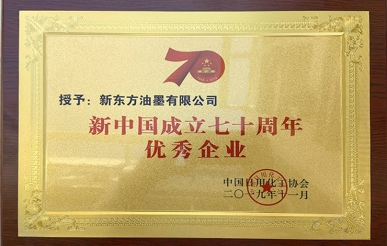 70
授予：新东方油墨有限公司
新中国成立七十周年
优秀企业
中国日用化工协会
二〇一九年十一月